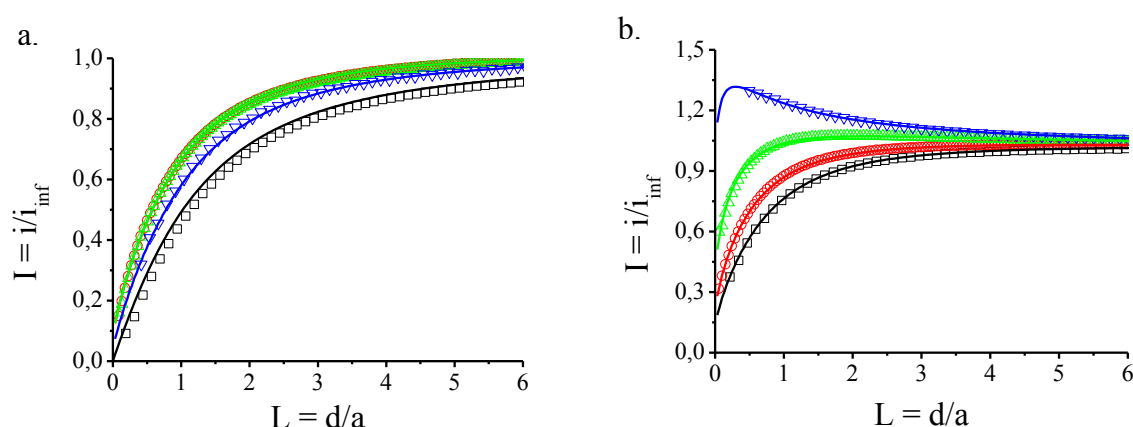 a.
1,0
0,8
0,6
0,4
0,2
0,0
I = i/i_inf
0 1 2 3 4 5 6
L = d/a
b.
1,5
1,2
0,9
0,6
0,3
0,0
I = i/i_inf
0 1 2 3 4 5 6
L = d/a